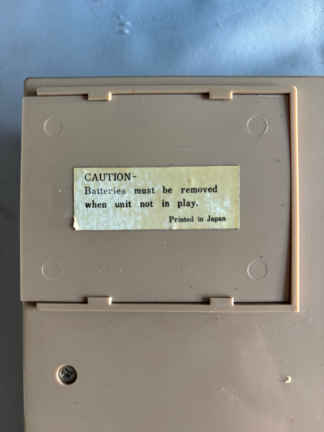 CAUTION-
Batteries must be removed
when unit not in play.
Printed in Japan